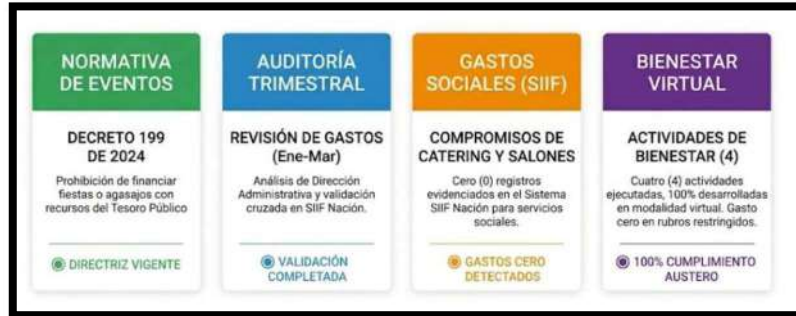 NORMATIVA
DE EVENTOS
DECRETO 199
DE 2024
Prohibición de financiar
fiestas o agasajos con
recursos del Tesoro Público
DIRECTRIZ VIGENTE
AUDITORÍA
TRIMESTRAL
REVISIÓN DE GASTOS
(Ene-Mar)
Análisis de Dirección
Administrativa y validación
cruzada en SIIF Nación.
VALIDACIÓN
COMPLETADA
GASTOS
SOCIALES (SIIF)
COMPROMISOS DE
CATERING Y SALONES
Cero (0) registros
evidenciados en el Sistema
SIIF Nación para servicios
sociales.
GASTOS CERO
DETECTADOS
BIENESTAR
VIRTUAL
ACTIVIDADES DE
BIENESTAR (4)
Cuatro (4) actividades
ejecutadas, 100% desarrolladas
en modalidad virtual. Gasto
cero en rubros restringidos.
100% CUMPLIMIENTO
AUSTERO